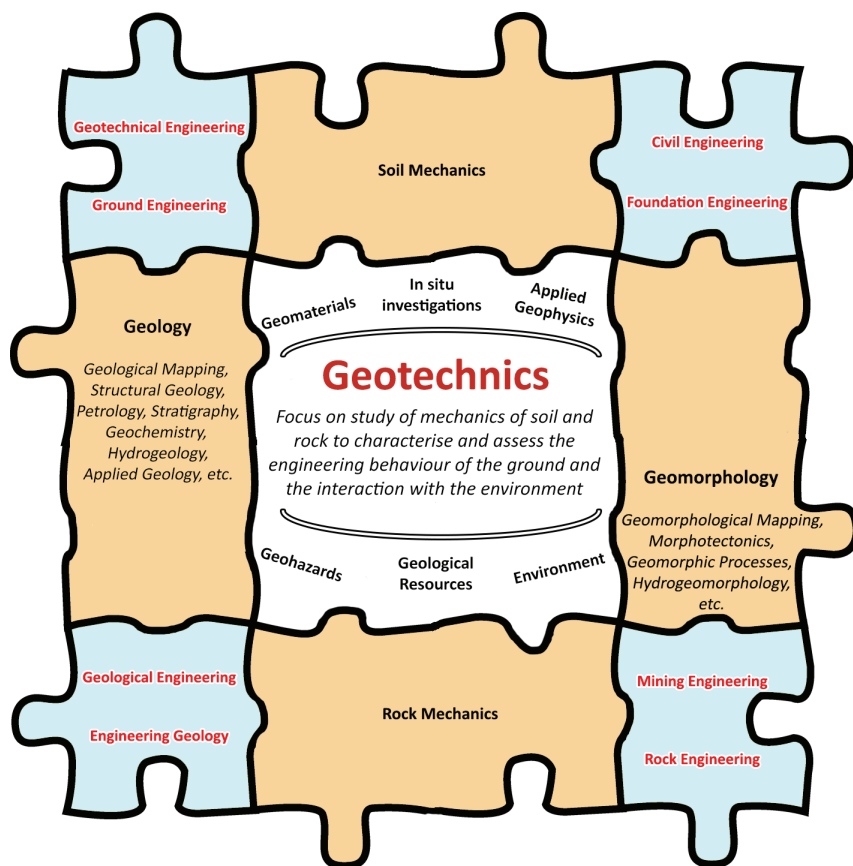 Geotechnical Engineering
Ground Engineering
Soil Mechanics
Civil Engineering
Foundation Engineering
Geology
Geological Mapping,
Structural Geology,
Petrology, Stratigraphy,
Geochemistry,
Hydrogeology,
Applied Geology, etc.
Geomaterials
In situ
investigations
Applied
Geophysics
Geotechnics
Focus on study of mechanics of soil and
rock to characterise and assess the
engineering behaviour of the ground and
the interaction with the environment
Geohazards
Geological
Resources
Environment
Geomorphology
Geomorphological Mapping,
Morphotectonics,
Geomorphic Processes,
Hydrogeomorphology,
etc.
Geological Engineering
Engineering Geology
Rock Mechanics
Mining Engineering
Rock Engineering